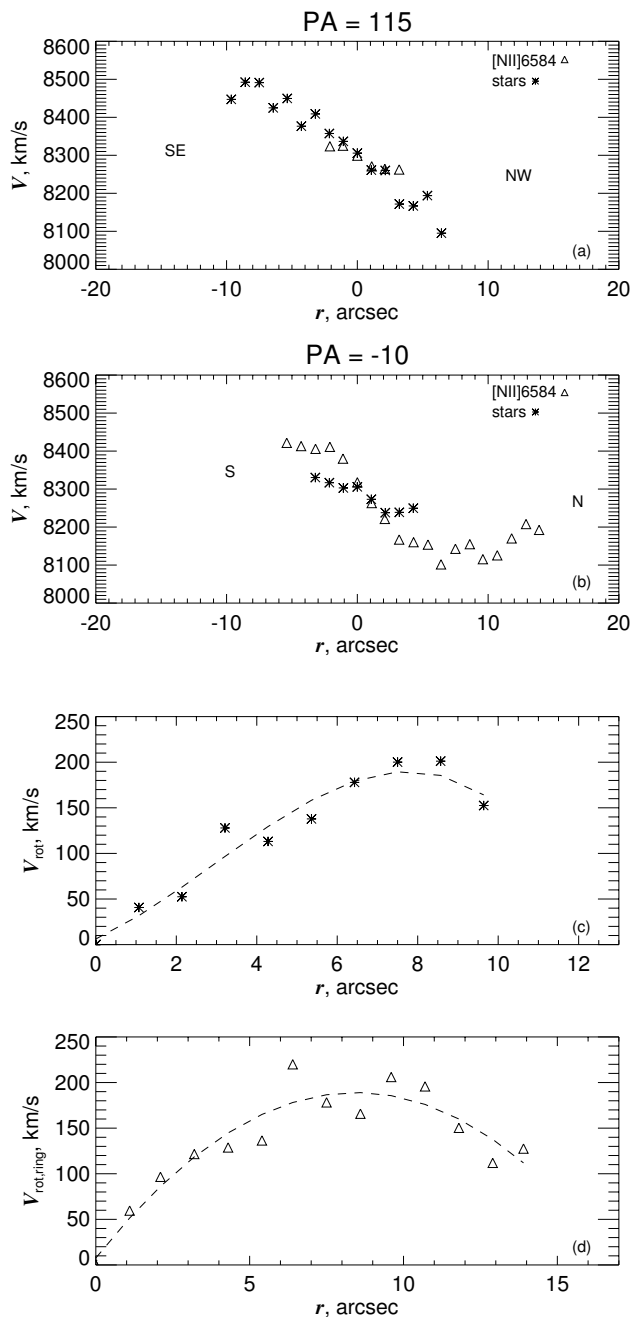 PA = 115
8600
8500
8400
8300
8200
8100
8000
V, km/s
[NII]6584
stars
SE
NW
(a)
-20 -10 0 10 20
r, arcsec
PA = -10
8600
8500
8400
8300
8200
8100
8000
V, km/s
[NII]6584
stars
S
N
(b)
-20 -10 0 10 20
r, arcsec
250
200
150
100
50
0
Vrot, km/s
(c)
0 2 4 6 8 10 12
r, arcsec
250
200
150
100
50
0
Vrot,ring, km/s
(d)
0 5 10 15
r, arcsec